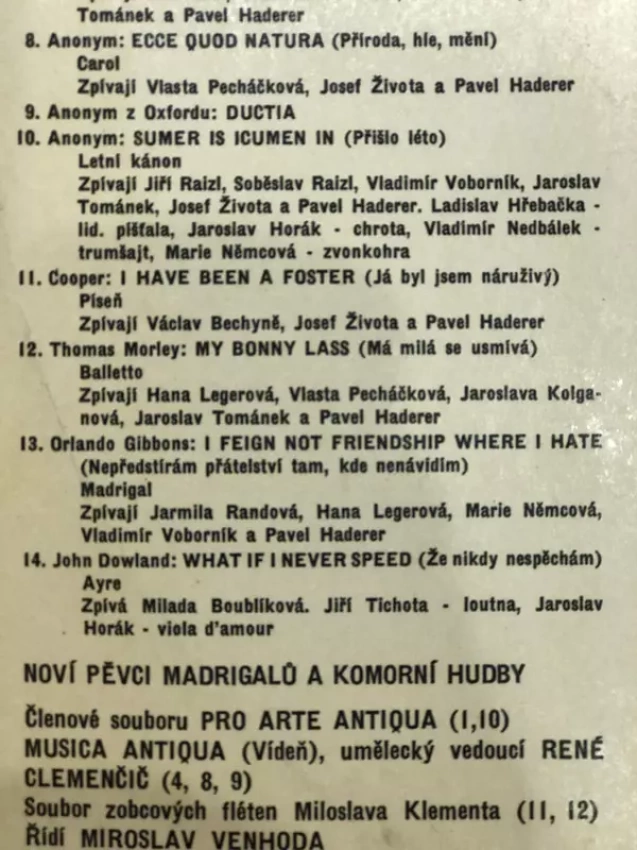 Tománek a Pavel Haderer
8. Anonym: ECCE QUOD NATURA (Příroda, hle, mění)
Carol
Zpívají Vlasta Pecháčková, Josef Života a Pavel Haderer
9. Anonym z Oxfordu: DUCTIA
10. Anonym: SUMER IS ICUMEN IN (Přišlo léto)
Letní kánon
Zpívají Jiří Raizl, Soběslav Raizl, Vladimír Voborník, Jaroslav
Tománek, Josef Života a Pavel Haderer. Ladislav Hřebačka -
lid. píšťala, Jaroslav Horák - chrota, Vladimír Nedbálek -
trumšajt, Marie Němcová - zvonkohra
11. Cooper: I HAVE BEEN A FOSTER (Já byl jsem náruživý)
Píseň
Zpívají Václav Bechyně, Josef Života a Pavel Haderer
12. Thomas Morley: MY BONNY LASS (Má milá se usmívá)
Balletto
Zpívají Hana Legerová, Vlasta Pecháčková, Jaroslava Kolga-
nová, Jaroslav Tománek a Pavel Haderer
13. Orlando Gibbons: I FEIGN NOT FRIENDSHIP WHERE I HATE
(Nepředstírám přátelství tam, kde nenávidím)
Madrigal
Zpívají Jarmila Randová, Hana Legerová, Marie Němcová,
Vladimír Voborník a Pavel Haderer
14. John Dowland: WHAT IF I NEVER SPEED (Že nikdy nespěchám)
Ayre
Zpívá Milada Boublíková. Jiří Tichota - loutna, Jaroslav
Horák - viola d'amour
NOVÍ PĚVCI MADRIGALŮ A KOMORNÍ HUDBY
Členové souboru PRO ARTE ANTIQUA (1,10)
MUSICA ANTIQUA (Vídeň), umělecký vedoucí RENÉ
CLEMENČIČ (4, 8, 9)
Soubor zobcových fléten Miloslava Klementa (11, 12)
Řídí MIROSLAV VENHODA